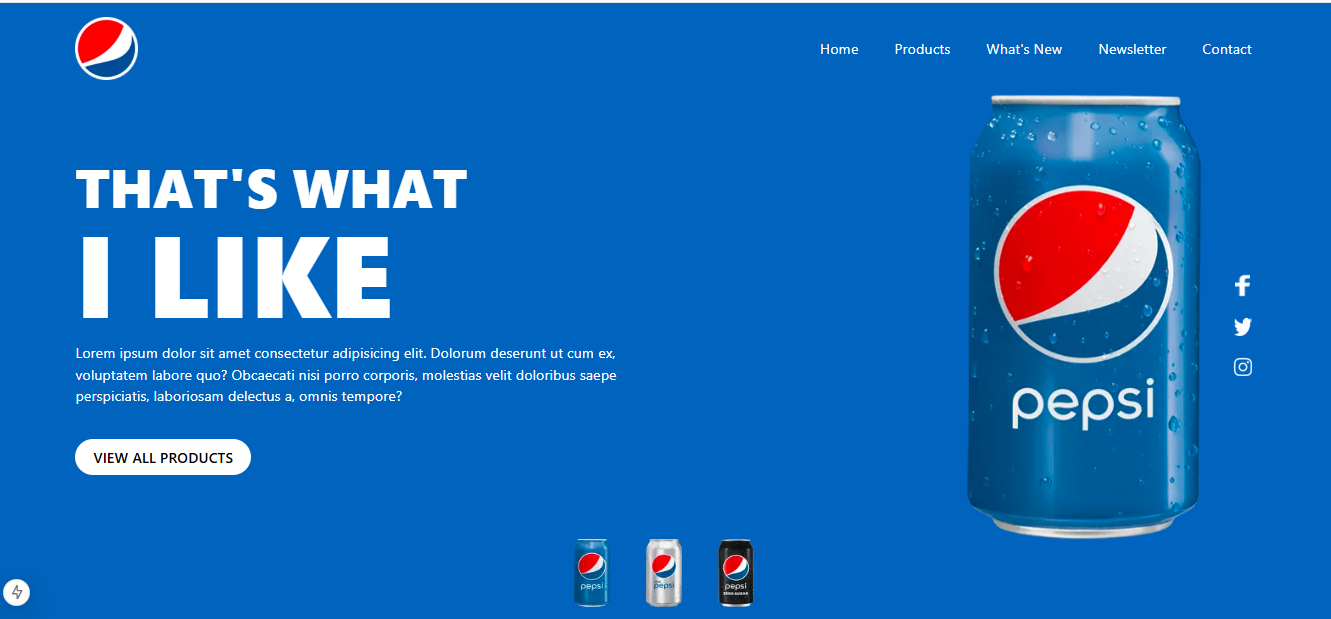 Home Products What's New Newsletter Contact
THAT'S WHAT
I LIKE
Lorem ipsum dolor sit amet consectetur adipisicing elit. Dolorum deserunt ut cum ex,
voluptatem labore quo? Obcaecati nisi porro corporis, molestias velit doloribus saepe
perspiciatis, laboriosam delectus a, omnis tempore?
VIEW ALL PRODUCTS
pepsi
pepsi
diet
pepsi
pepsi
ZERO SUGAR